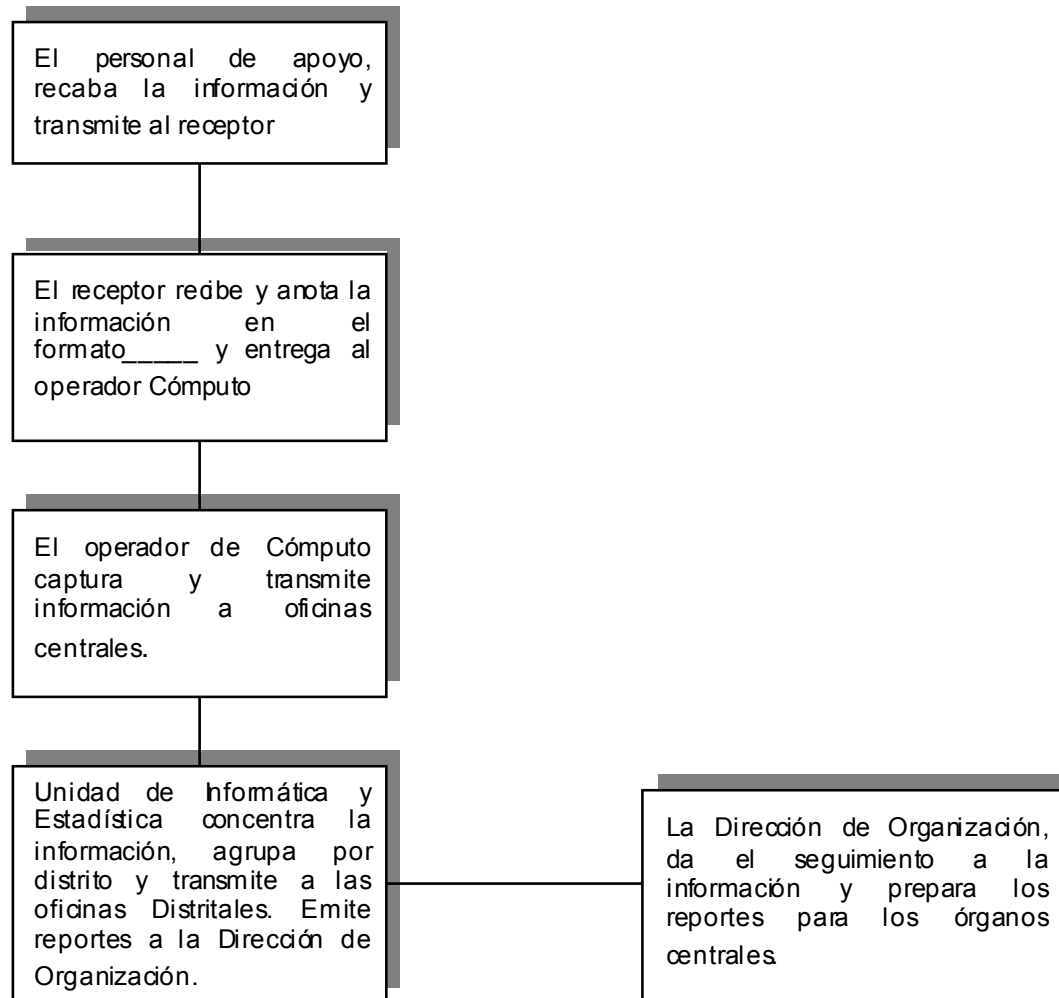 El personal de apoyo,
recaba la información y
transmite al receptor
El receptor recibe y anota la
información en el
formato_____ y entrega al
operador Cómputo
El operador de Cómputo
captura y transmite
información a oficinas
centrales.
Unidad de Informática y
Estadística concentra la
información, agrupa por
distrito y transmite a las
oficinas Distritales. Emite
reportes a la Dirección de
Organización.
La Dirección de Organización,
da el seguimiento a la
información y prepara los
reportes para los órganos
centrales.